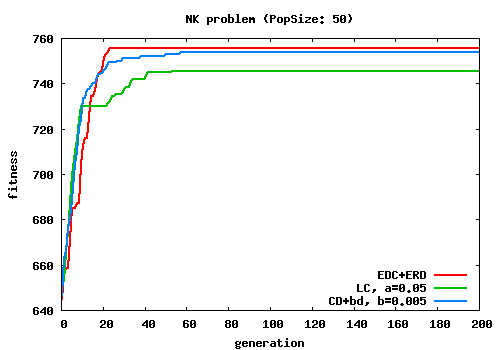 NK problem (PopSize: 50)
760
740
720
700
680
660
640
fitness
EDC+ERD
LC, a=0.05
CD+bd, b=0.005
0 20 40 60 80 100 120 140 160 180 200
generation